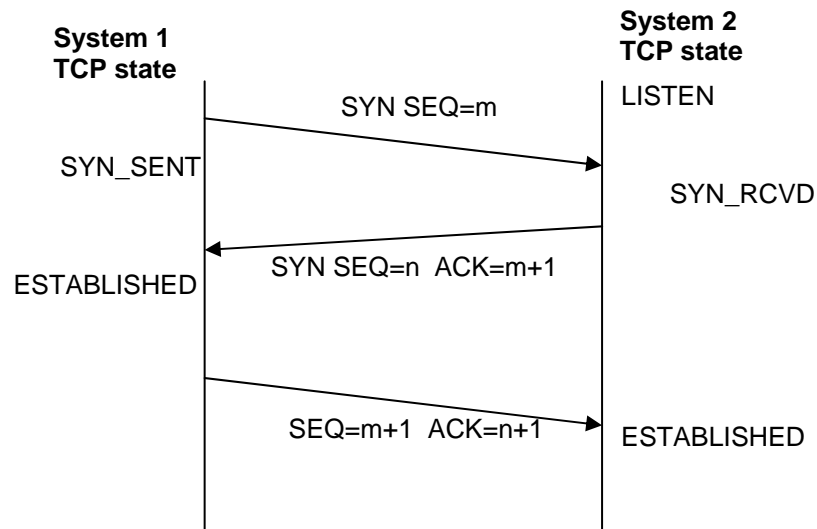 System 1
TCP state
System 2
TCP state
LISTEN
SYN SEQ=m
SYN_SENT
SYN_RCVD
SYN SEQ=n  ACK=m+1
ESTABLISHED
SEQ=m+1  ACK=n+1
ESTABLISHED